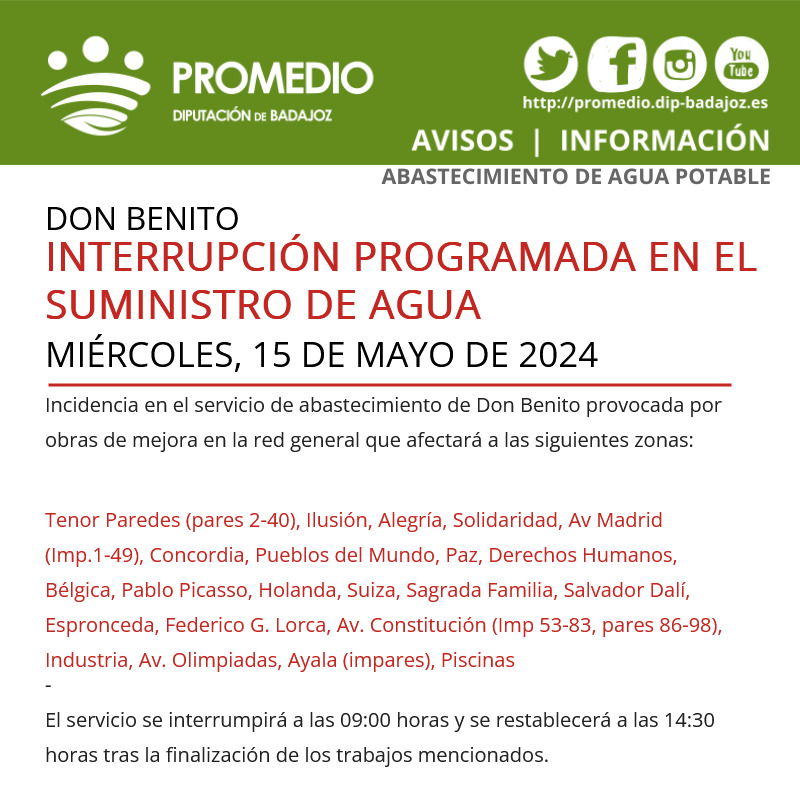 PROMEDIO
DIPUTACIÓN DE BADAJOZ
You
Tube
http://promedio.dip-badajoz.es
AVISOS | INFORMACIÓN
ABASTECIMIENTO DE AGUA POTABLE
DON BENITO
INTERRUPCIÓN PROGRAMADA EN EL
SUMINISTRO DE AGUA
MIÉRCOLES, 15 DE MAYO DE 2024
Incidencia en el servicio de abastecimiento de Don Benito provocada por
obras de mejora en la red general que afectará a las siguientes zonas:
Tenor Paredes (pares 2-40), Ilusión, Alegría, Solidaridad, Av Madrid
(Imp.1-49), Concordia, Pueblos del Mundo, Paz, Derechos Humanos,
Bélgica, Pablo Picasso, Holanda, Suiza, Sagrada Familia, Salvador Dalí,
Espronceda, Federico G. Lorca, Av. Constitución (Imp 53-83, pares 86-98),
Industria, Av. Olimpiadas, Ayala (impares), Piscinas
-
El servicio se interrumpirá a las 09:00 horas y se restablecerá a las 14:30
horas tras la finalización de los trabajos mencionados.